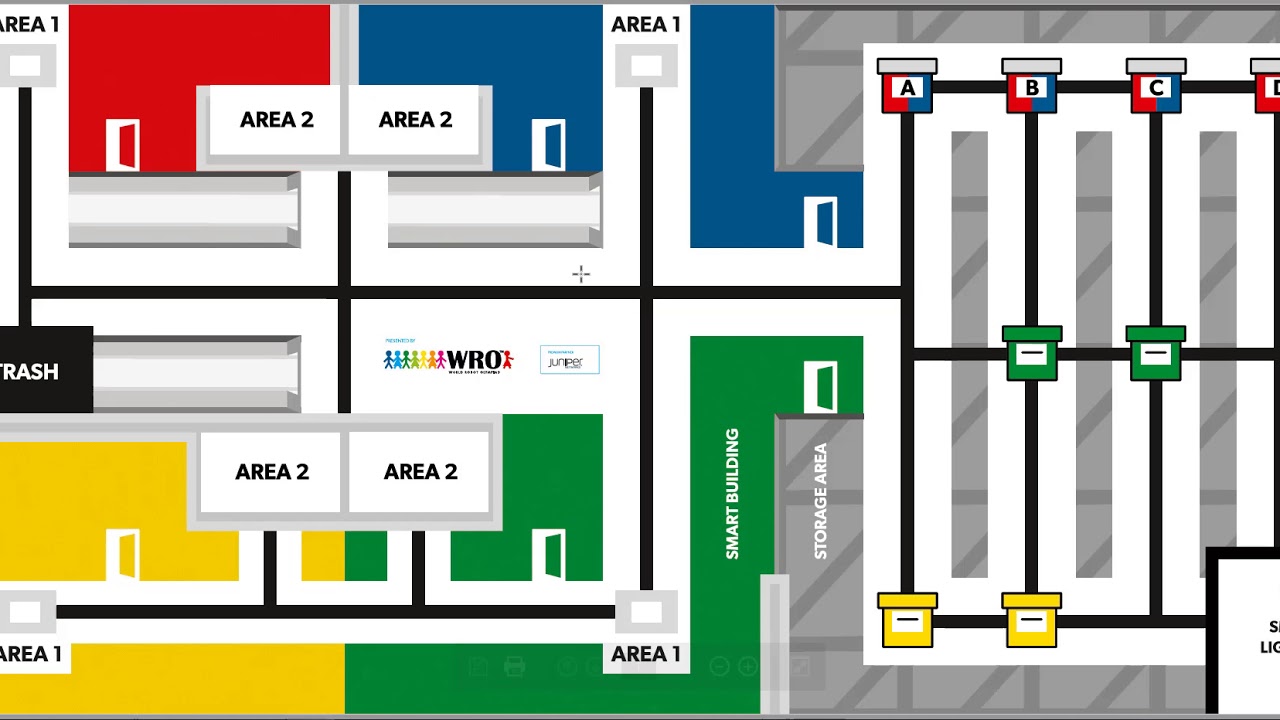 AREA 1
AREA 1
AREA 2
AREA 2
A
B
C
D
PRESENTED BY
WRO
WORLD ROBOT OLYMPIAD
JUNIPER
TRASH
AREA 2
AREA 2
SMART BUILDING
STORAGE AREA
AREA 1
AREA 1